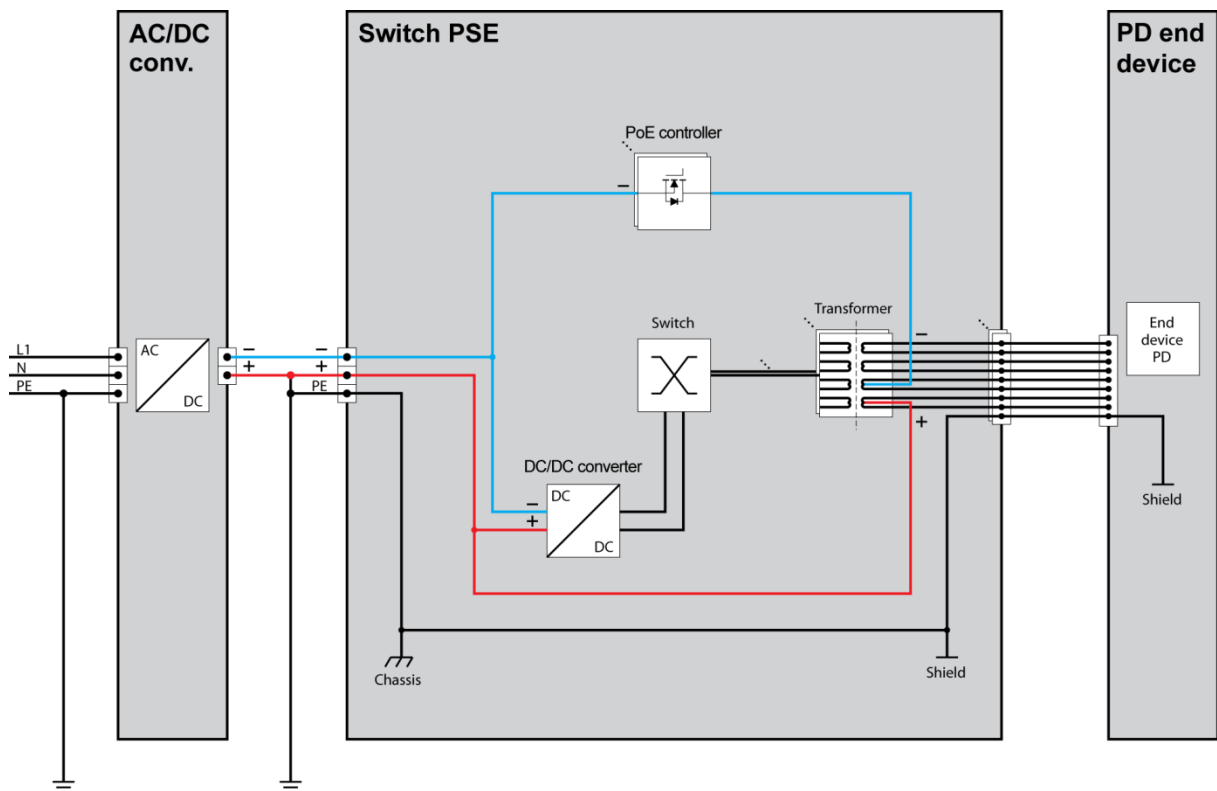 AC/DC
conv.
Switch PSE
PD end
device
PoE controller
−
Transformer
−
Switch
End
device
PD
L1
N
PE
AC
DC
−
+
−
+
PE
+
DC/DC converter
−
+
DC
DC
Shield
Chassis
Shield